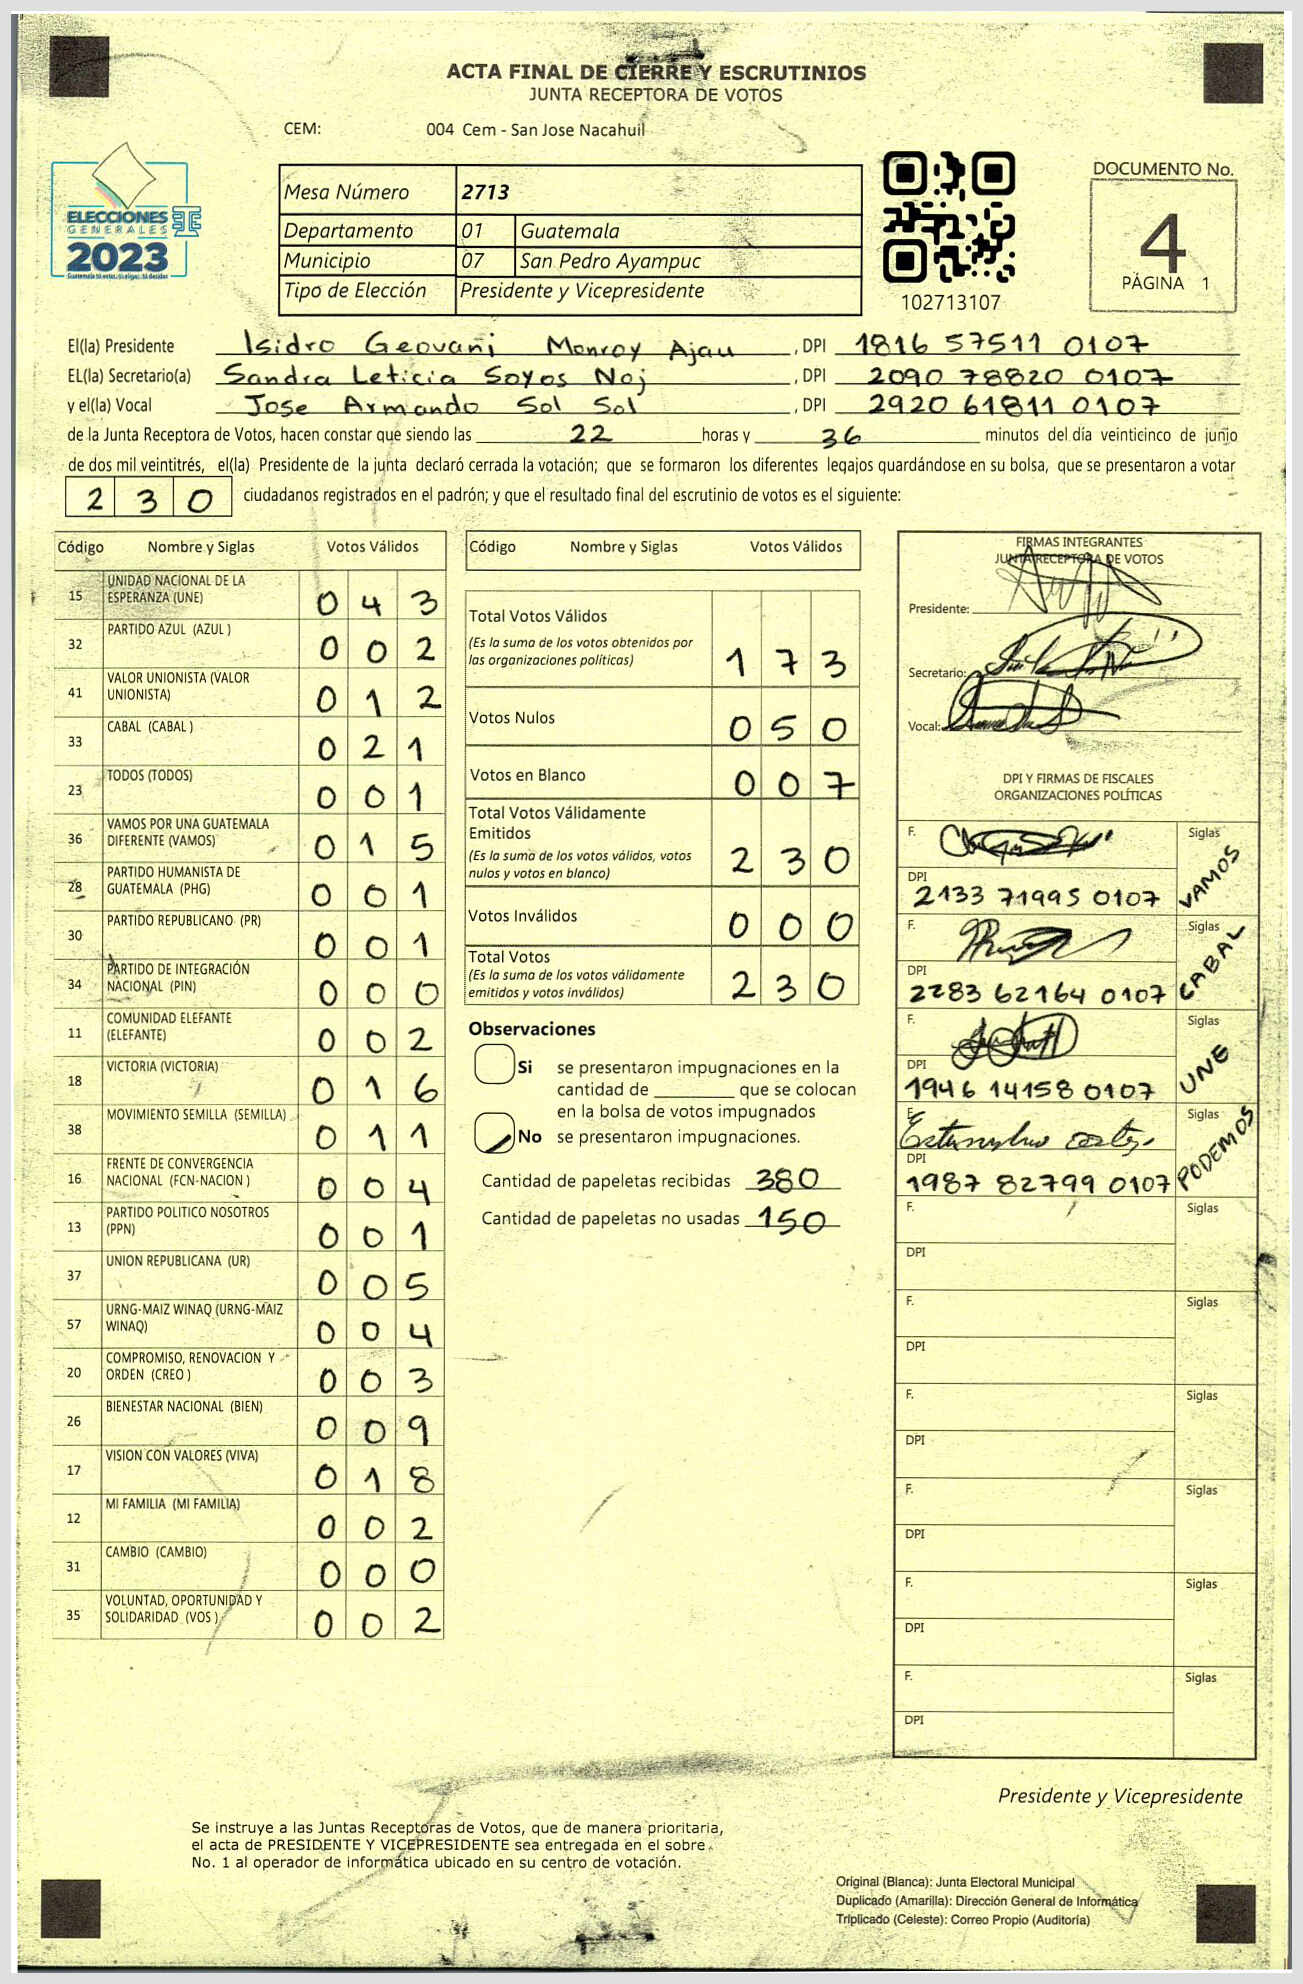 ACTA FINAL DE CIERRE Y ESCRUTINIOS
JUNTA RECEPTORA DE VOTOS
CEM: 004 Cem - San Jose Nacahuil
ELECCIONES
GENERALES
2023
Mesa Número 2713
Departamento 01 Guatemala
Municipio 07 San Pedro Ayampuc
Tipo de Elección Presidente y Vicepresidente
102713107
DOCUMENTO No.
4
PÁGINA 1
El(la) Presidente Isidro Geovani Monroy Ajau , DPI 1816 57511 0107
EL(la) Secretario(a) Sandra Leticia Soyos Noj , DPI 2090 78820 0107
y el(la) Vocal Jose Armando Sol Sol , DPI 2920 61811 0107
de la Junta Receptora de Votos, hacen constar que siendo las 22 horas y 36 minutos del día veinticinco de junio
de dos mil veintitrés, el(la) Presidente de la junta declaró cerrada la votación; que se formaron los diferentes legajos guardándose en su bolsa, que se presentaron a votar
2 3 0 ciudadanos registrados en el padrón; y que el resultado final del escrutinio de votos es el siguiente:
Código Nombre y Siglas Votos Válidos
15 UNIDAD NACIONAL DE LA
ESPERANZA (UNE) 0 4 3
32 PARTIDO AZUL (AZUL ) 0 0 2
41 VALOR UNIONISTA (VALOR
UNIONISTA) 0 1 2
33 CABAL (CABAL ) 0 2 1
23 TODOS (TODOS) 0 0 1
36 VAMOS POR UNA GUATEMALA
DIFERENTE (VAMOS) 0 1 5
28 PARTIDO HUMANISTA DE
GUATEMALA (PHG) 0 0 1
30 PARTIDO REPUBLICANO (PR) 0 0 1
34 PARTIDO DE INTEGRACIÓN
NACIONAL (PIN) 0 0 0
11 COMUNIDAD ELEFANTE
(ELEFANTE) 0 0 2
18 VICTORIA (VICTORIA) 0 1 6
38 MOVIMIENTO SEMILLA (SEMILLA) 0 1 1
16 FRENTE DE CONVERGENCIA
NACIONAL (FCN-NACION ) 0 0 4
13 PARTIDO POLITICO NOSOTROS
(PPN) 0 0 1
37 UNION REPUBLICANA (UR) 0 0 5
57 URNG-MAIZ WINAQ (URNG-MAIZ
WINAQ) 0 0 4
20 COMPROMISO, RENOVACION Y
ORDEN (CREO ) 0 0 3
26 BIENESTAR NACIONAL (BIEN) 0 0 9
17 VISION CON VALORES (VIVA) 0 1 8
12 MI FAMILIA (MI FAMILIA) 0 0 2
31 CAMBIO (CAMBIO) 0 0 0
35 VOLUNTAD, OPORTUNIDAD Y
SOLIDARIDAD (VOS ) 0 0 2
Código Nombre y Siglas Votos Válidos
Total Votos Válidos
(Es la suma de los votos obtenidos por
las organizaciones políticas) 1 7 3
Votos Nulos 0 5 0
Votos en Blanco 0 0 7
Total Votos Válidamente
Emitidos
(Es la suma de los votos válidos, votos
nulos y votos en blanco) 2 3 0
Votos Inválidos 0 0 0
Total Votos
(Es la suma de los votos válidamente
emitidos y votos inválidos) 2 3 0
Observaciones
Si se presentaron impugnaciones en la
cantidad de ________ que se colocan
en la bolsa de votos impugnados
No se presentaron impugnaciones.
Cantidad de papeletas recibidas 380
Cantidad de papeletas no usadas 150
FIRMAS INTEGRANTES
JUNTA RECEPTORA DE VOTOS
Presidente:
Secretario:
Vocal:
DPI Y FIRMAS DE FISCALES
ORGANIZACIONES POLÍTICAS
F. Siglas
DPI
2133 71995 0107 VAMOS
F. Siglas
DPI
2283 62164 0107 CABAL
F. Siglas
DPI
1946 14158 0107 UNE
F. Siglas
DPI
1987 82799 0107 PODEMOS
F. Siglas
DPI
F. Siglas
DPI
F. Siglas
DPI
F. Siglas
DPI
F. Siglas
DPI
F. Siglas
DPI
Presidente y Vicepresidente
Se instruye a las Juntas Receptoras de Votos, que de manera prioritaria,
el acta de PRESIDENTE Y VICEPRESIDENTE sea entregada en el sobre
No. 1 al operador de informática ubicado en su centro de votación.
Original (Blanca): Junta Electoral Municipal
Duplicado (Amarilla): Dirección General de Informática
Triplicado (Celeste): Correo Propio (Auditoría)